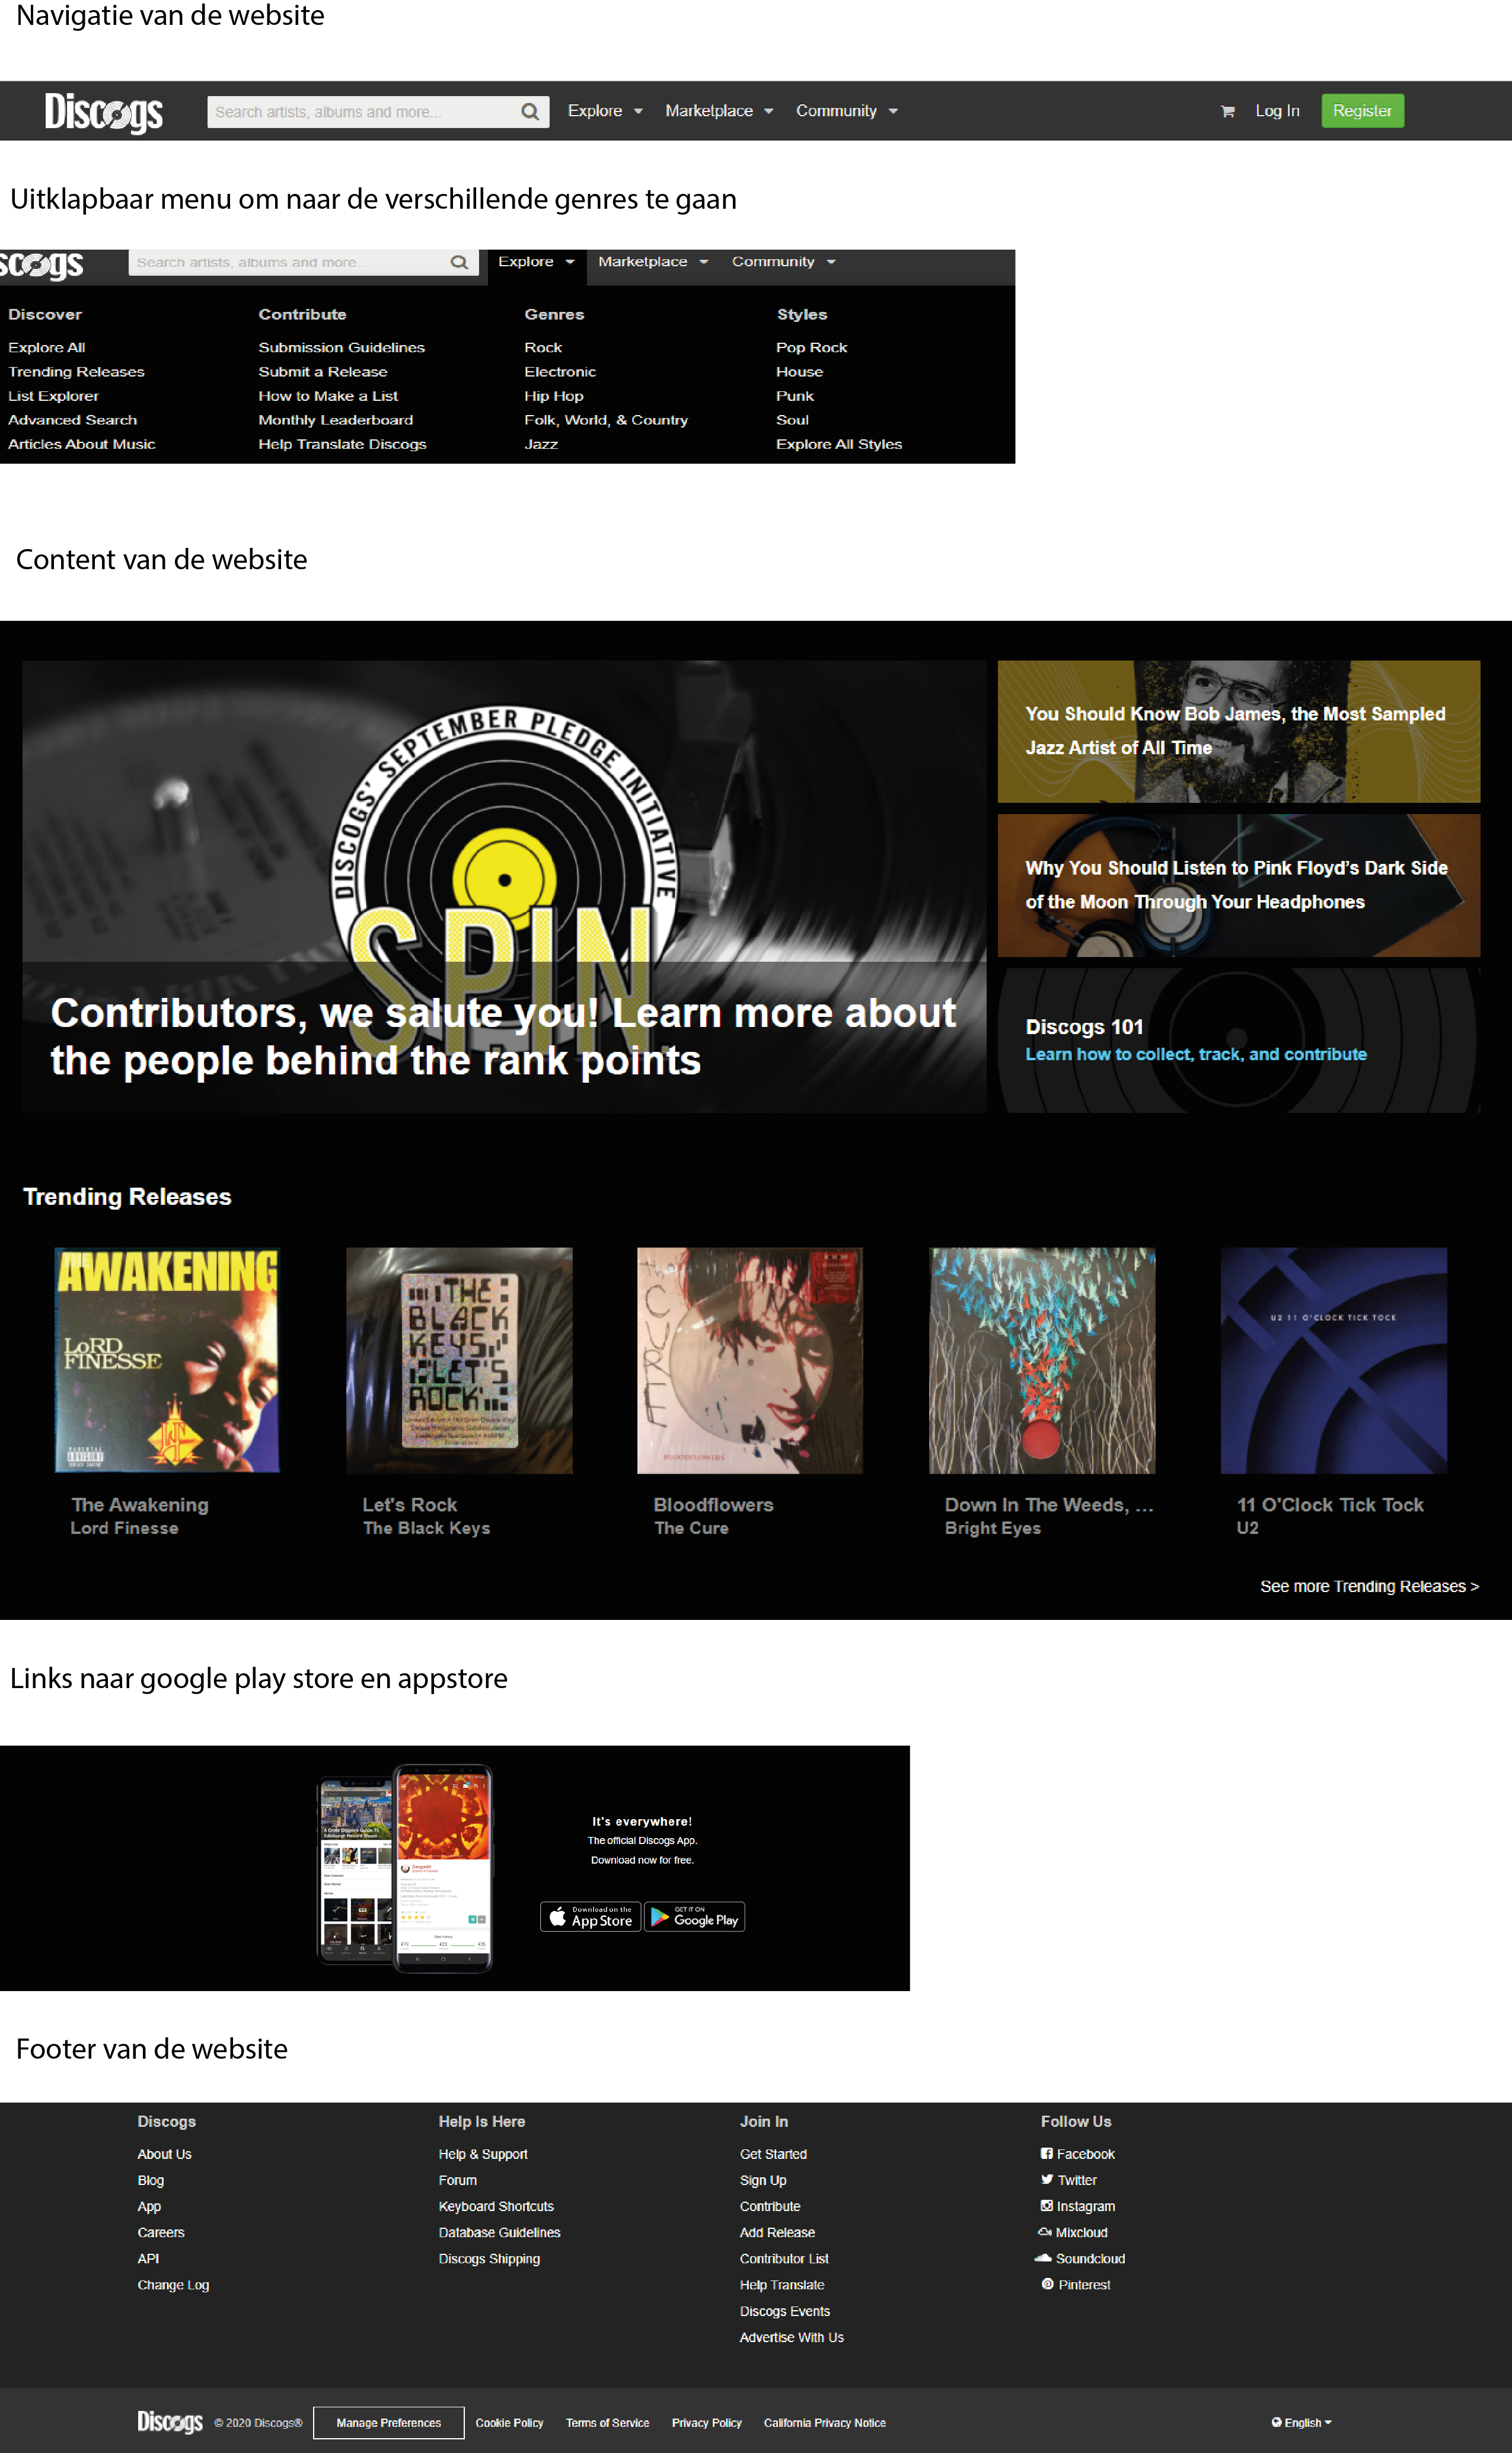 Navigatie van de website
Discogs
Search artists, albums and more...
Explore
Marketplace
Community
Log In
Register
Uitklapbaar menu om naar de verschillende genres te gaan
scogs
Search artists, albums and more...
Explore
Marketplace
Community
Discover
Explore All
Trending Releases
List Explorer
Advanced Search
Articles About Music
Contribute
Submission Guidelines
Submit a Release
How to Make a List
Monthly Leaderboard
Help Translate Discogs
Genres
Rock
Electronic
Hip Hop
Folk, World, & Country
Jazz
Styles
Pop Rock
House
Punk
Soul
Explore All Styles
Content van de website
DISCOGS' SEPTEMBER PLEDGE INITIATIVE
SPIN
Contributors, we salute you! Learn more about
the people behind the rank points
You Should Know Bob James, the Most Sampled
Jazz Artist of All Time
Why You Should Listen to Pink Floyd's Dark Side
of the Moon Through Your Headphones
Discogs 101
Learn how to collect, track, and contribute
Trending Releases
AWAKENING
LORD
FINESSE
PARENTAL
ADVISORY
THE
BLACK
KEYS
LET'S
ROCK
CURE
BLOODFLOWERS
U2 11 O'CLOCK TICK TOCK
The Awakening
Lord Finesse
Let's Rock
The Black Keys
Bloodflowers
The Cure
Down In The Weeds, ...
Bright Eyes
11 O'Clock Tick Tock
U2
See more Trending Releases >
Links naar google play store en appstore
It's everywhere!
The official Discogs App.
Download now for free.
Download on the
App Store
GET IT ON
Google Play
Footer van de website
Discogs
About Us
Blog
App
Careers
API
Change Log
Help Is Here
Help & Support
Forum
Keyboard Shortcuts
Database Guidelines
Discogs Shipping
Join In
Get Started
Sign Up
Contribute
Add Release
Contributor List
Help Translate
Discogs Events
Advertise With Us
Follow Us
Facebook
Twitter
Instagram
Mixcloud
Soundcloud
Pinterest
Discogs
© 2020 Discogs®
Manage Preferences
Cookie Policy
Terms of Service
Privacy Policy
California Privacy Notice
English